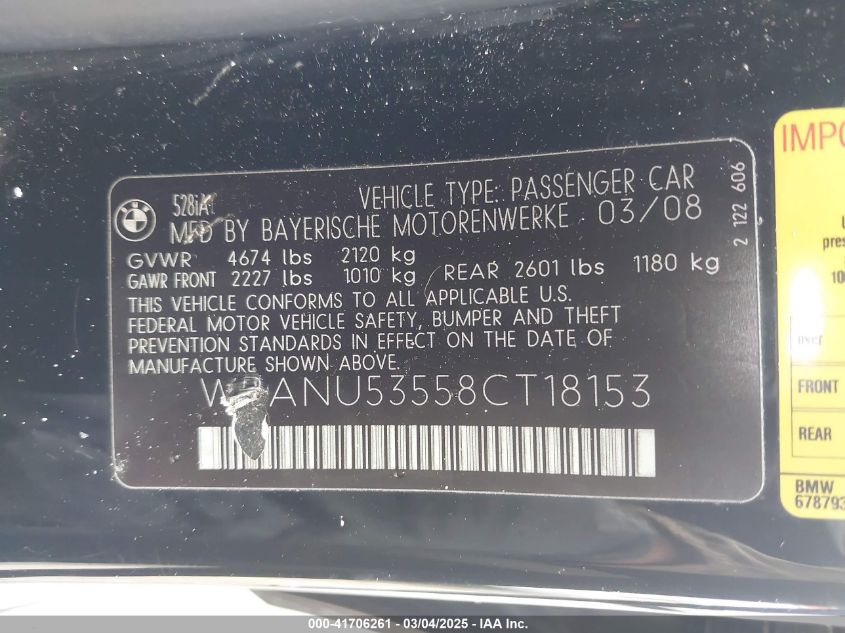 528iA
VEHICLE TYPE: PASSENGER CAR
MFD BY BAYERISCHE MOTORENWERKE 03/08
GVWR 4674 lbs 2120 kg
GAWR FRONT 2227 lbs 1010 kg REAR 2601 lbs 1180 kg
THIS VEHICLE CONFORMS TO ALL APPLICABLE U.S.
FEDERAL MOTOR VEHICLE SAFETY, BUMPER AND THEFT
PREVENTION STANDARDS IN EFFECT ON THE DATE OF
MANUFACTURE SHOWN ABOVE.
ANU53558CT18153
2 122 606
FRONT
REAR
BMW
000-41706261 - 03/04/2025 - IAA Inc.